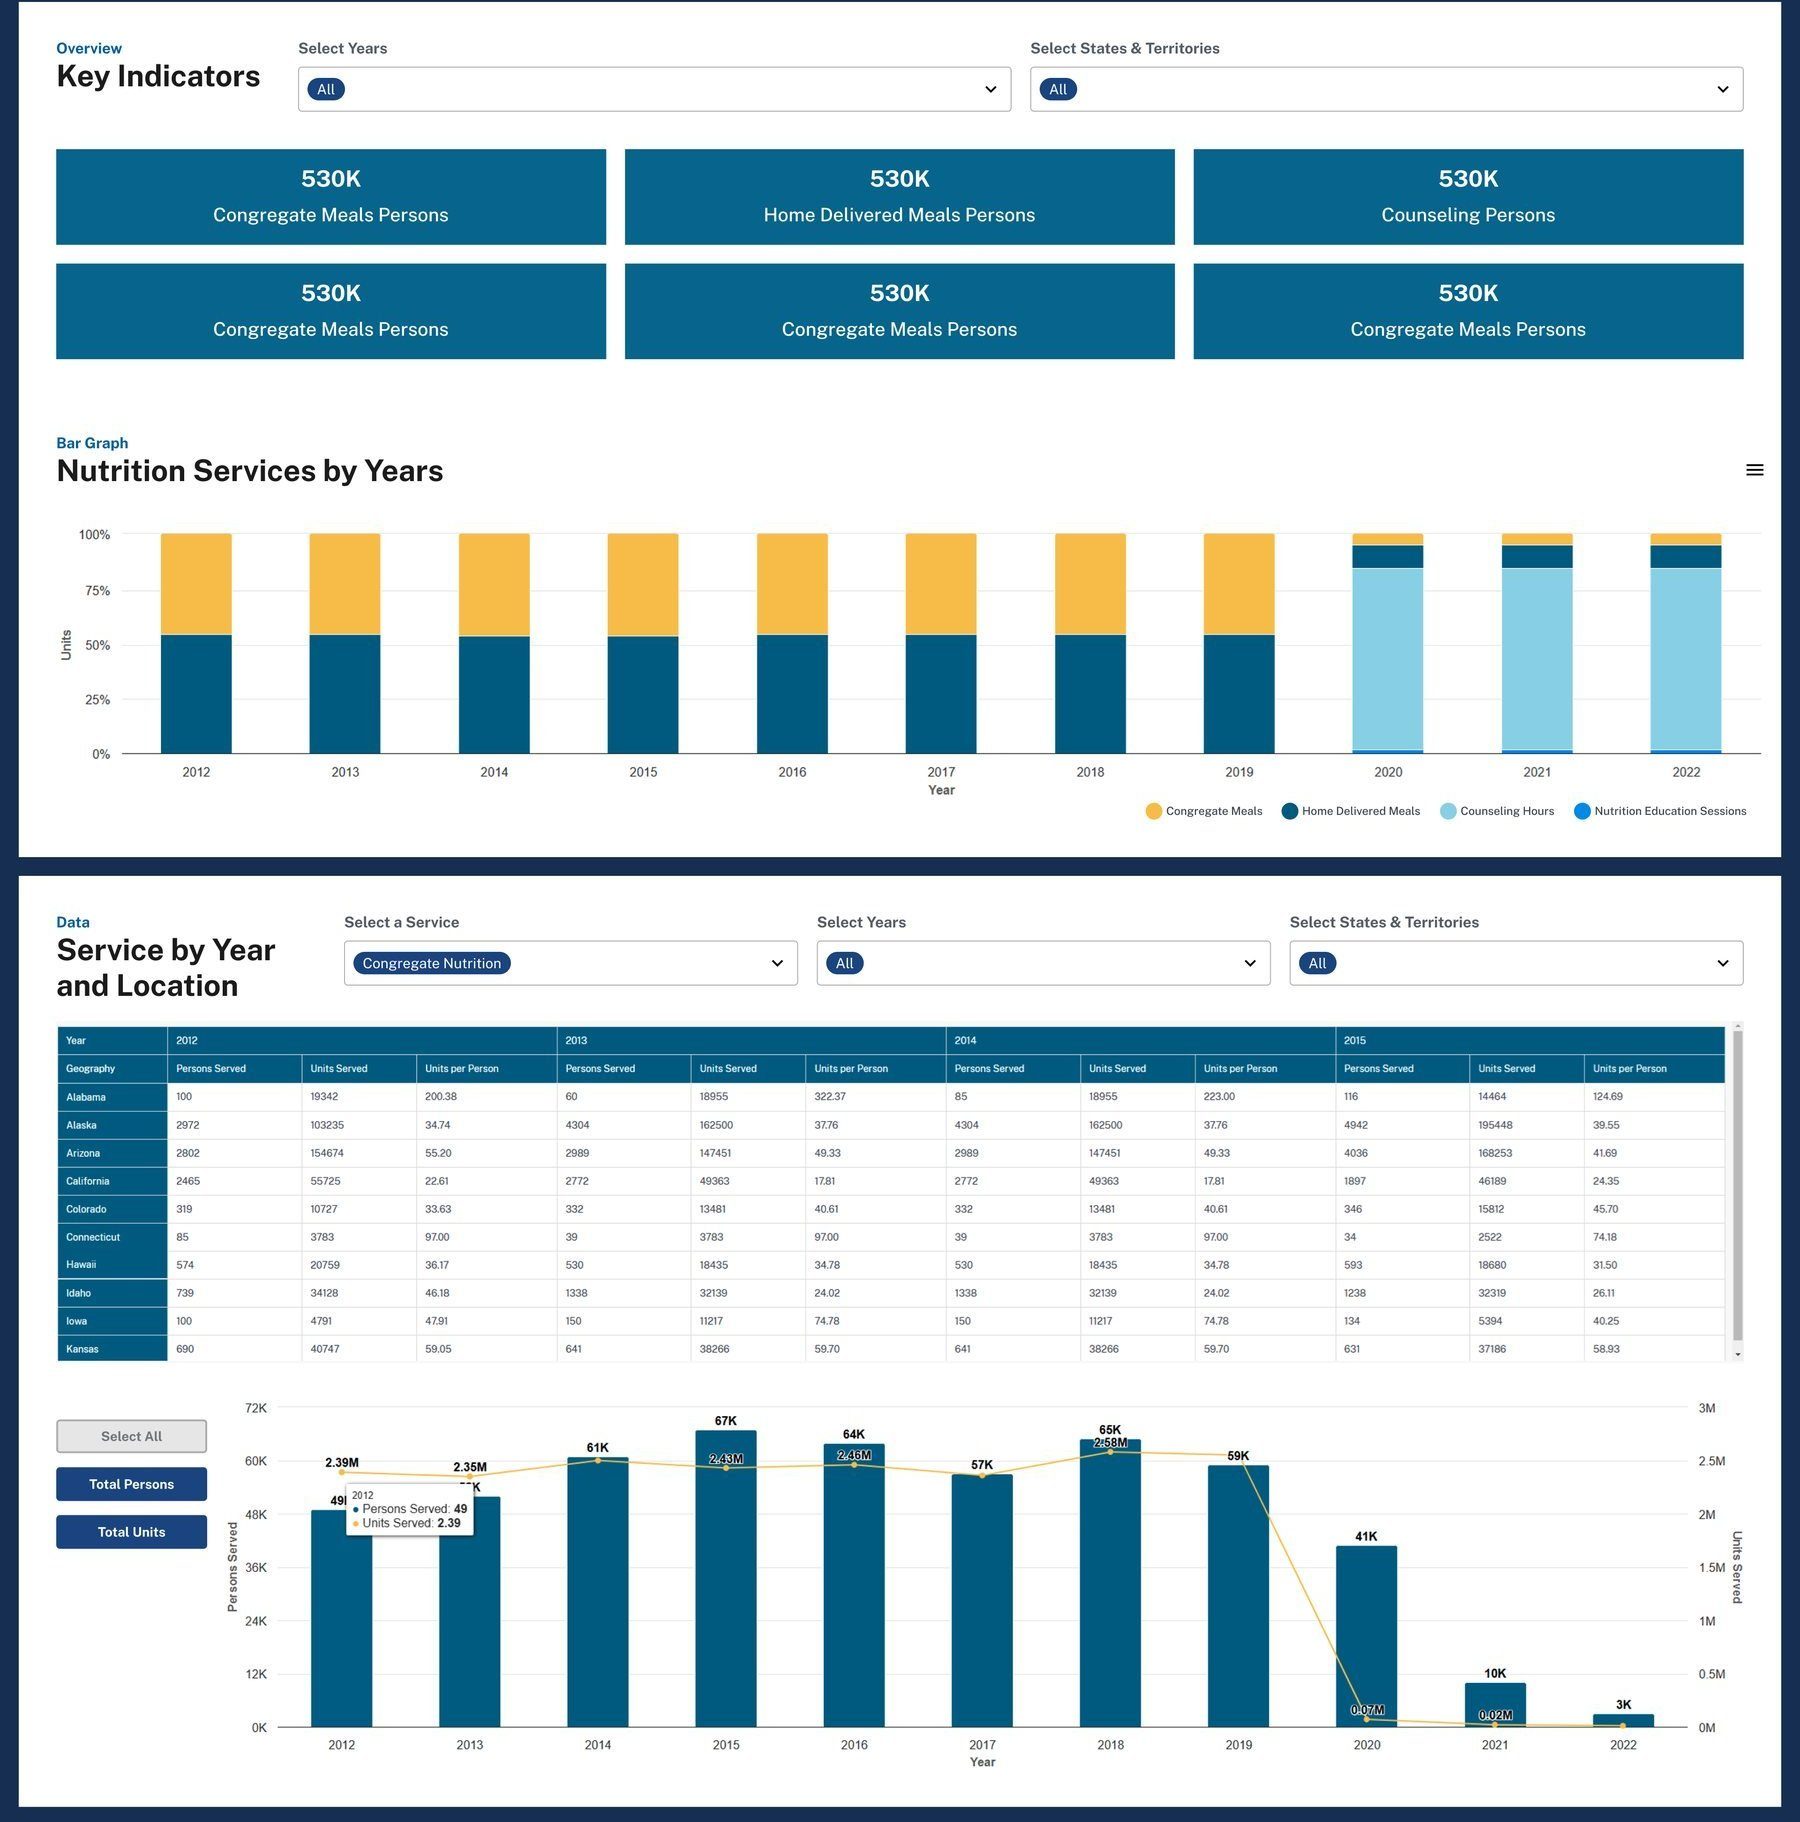 Overview
Key Indicators
Select Years
All
Select States & Territories
All
530K
Congregate Meals Persons
530K
Home Delivered Meals Persons
530K
Counseling Persons
530K
Congregate Meals Persons
530K
Congregate Meals Persons
530K
Congregate Meals Persons
Bar Graph
Nutrition Services by Years
100%
75%
50%
25%
0%
Units
2012 2013 2014 2015 2016 2017 2018 2019 2020 2021 2022
Year
Congregate Meals Home Delivered Meals Counseling Hours Nutrition Education Sessions
Data
Service by Year
and Location
Select a Service
Congregate Nutrition
Select Years
All
Select States & Territories
All
Year 2012 2013 2014 2015
Geography Persons Served Units Served Units per Person Persons Served Units Served Units per Person Persons Served Units Served Units per Person Persons Served Units Served Units per Person
Alabama 100 19342 200.38 60 18955 322.37 85 18955 223.00 116 14464 124.69
Alaska 2972 103235 34.74 4304 162500 37.76 4304 162500 37.76 4942 195448 39.55
Arizona 2802 154674 55.20 2989 147451 49.33 2989 147451 49.33 4036 168253 41.69
California 2465 55725 22.61 2772 49363 17.81 2772 49363 17.81 1897 46189 24.35
Colorado 319 10727 33.63 332 13481 40.61 332 13481 40.61 346 15812 45.70
Connecticut 85 3783 97.00 39 3783 97.00 39 3783 97.00 34 2522 74.18
Hawaii 574 20759 36.17 530 18435 34.78 530 18435 34.78 593 18680 31.50
Idaho 739 34128 46.18 1338 32139 24.02 1338 32139 24.02 1238 32319 26.11
Iowa 100 4791 47.91 150 11217 74.78 150 11217 74.78 134 5394 40.25
Kansas 690 40747 59.05 641 38266 59.70 641 38266 59.70 631 37186 58.93
Select All
Total Persons
Total Units
72K
60K
48K
36K
24K
12K
0K
Persons Served
2.39M 2.35M 61K 67K 2.43M 64K 2.46M 57K 65K 2.58M 59K 41K 0.07M 10K 0.02M 3K
2012
Persons Served: 49
Units Served: 2.39
3M
2.5M
2M
1.5M
1M
0.5M
0M
Units Served
2012 2013 2014 2015 2016 2017 2018 2019 2020 2021 2022
Year